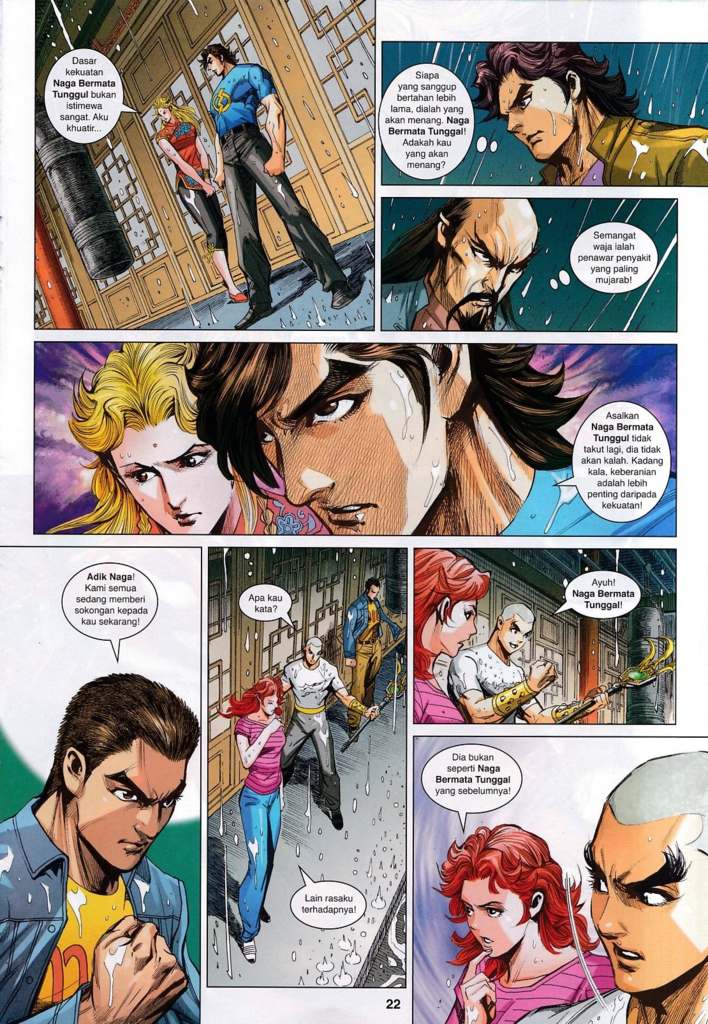 Dasar
kekuatan
Naga Bermata
Tunggul bukan
istimewa
sangat. Aku
khuatir...
Siapa
yang sanggup
bertahan lebih
lama, dialah yang
akan menang. Naga
Bermata Tunggal!
Adakah kau
yang akan
menang?
Semangat
waja ialah
penawar penyakit
yang paling
mujarab!
Asalkan
Naga Bermata
Tunggul tidak
takut lagi, dia tidak
akan kalah. Kadang
kala, keberanian
adalah lebih
penting daripada
kekuatan!
Adik Naga!
Kami semua
sedang memberi
sokongan kepada
kau sekarang!
Apa kau
kata?
Lain rasaku
terhadapnya!
Ayuh!
Naga Bermata
Tunggal!
Dia bukan
seperti Naga
Bermata Tunggal
yang sebelumnya!
22